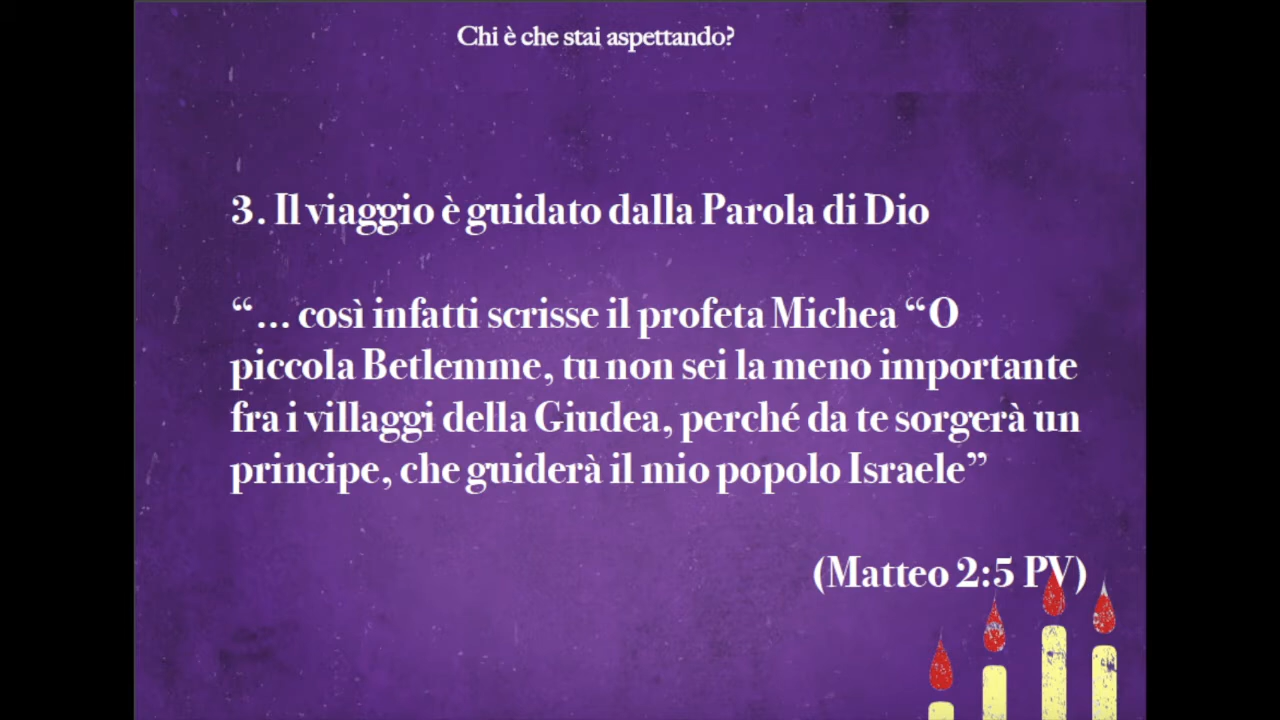 Chi è che stai aspettando?
3. Il viaggio è guidato dalla Parola di Dio
“... così infatti scrisse il profeta Michea “O
piccola Betlemme, tu non sei la meno importante
fra i villaggi della Giudea, perché da te sorgerà un
principe, che guiderà il mio popolo Israele”
(Matteo 2:5 PV)